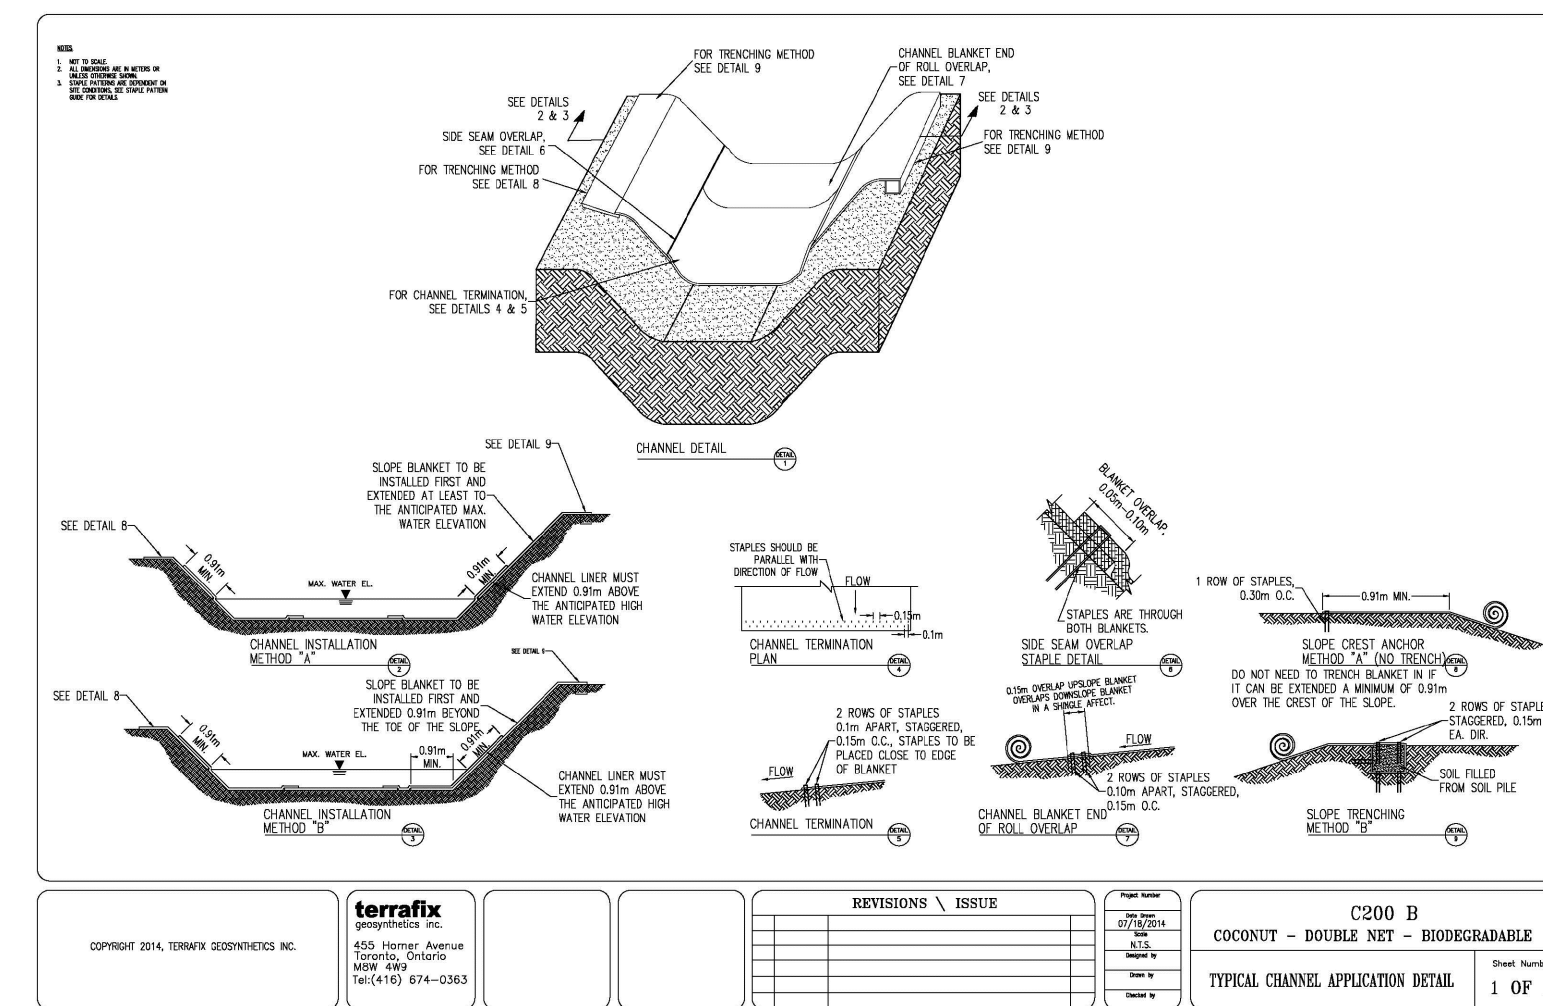 NOTES
1. NOT TO SCALE.
2. ALL DIMENSIONS ARE IN METERS OR
UNLESS OTHERWISE SHOWN.
3. STAPLE PATTERNS ARE DEPENDENT ON
SITE CONDITIONS, SEE STAPLE PATTERN
GUIDE FOR DETAILS.
FOR TRENCHING METHOD
SEE DETAIL 9
CHANNEL BLANKET END
OF ROLL OVERLAP,
SEE DETAIL 7
SEE DETAILS
2 & 3
SEE DETAILS
2 & 3
SIDE SEAM OVERLAP,
SEE DETAIL 6
FOR TRENCHING METHOD
SEE DETAIL 9
FOR TRENCHING METHOD
SEE DETAIL 8
FOR CHANNEL TERMINATION,
SEE DETAILS 4 & 5
CHANNEL DETAIL
DETAIL
1
SEE DETAIL 9
SLOPE BLANKET TO BE
INSTALLED FIRST AND
EXTENDED AT LEAST TO
THE ANTICIPATED MAX.
WATER ELEVATION
SEE DETAIL 8
0.91m
MIN.
MAX. WATER EL.
0.91m
MIN.
CHANNEL LINER MUST
EXTEND 0.91m ABOVE
THE ANTICIPATED HIGH
WATER ELEVATION
CHANNEL INSTALLATION
METHOD "A"
DETAIL
2
SEE DETAIL 9
SEE DETAIL 8
SLOPE BLANKET TO BE
INSTALLED FIRST AND
EXTENDED 0.91m BEYOND
THE TOE OF THE SLOPE
0.91m
MIN.
MAX. WATER EL.
0.91m
MIN.
0.91m
MIN.
CHANNEL LINER MUST
EXTEND 0.91m ABOVE
THE ANTICIPATED HIGH
WATER ELEVATION
CHANNEL INSTALLATION
METHOD "B"
DETAIL
3
STAPLES SHOULD BE
PARALLEL WITH
DIRECTION OF FLOW
FLOW
0.15m
0.1m
CHANNEL TERMINATION
PLAN
DETAIL
4
2 ROWS OF STAPLES
0.1m APART, STAGGERED,
0.15m O.C., STAPLES TO BE
PLACED CLOSE TO EDGE
OF BLANKET
FLOW
CHANNEL TERMINATION
DETAIL
5
BLANKET OVERLAP,
0.05m-0.10m
STAPLES ARE THROUGH
BOTH BLANKETS.
SIDE SEAM OVERLAP
STAPLE DETAIL
DETAIL
6
0.15m OVERLAP UPSLOPE BLANKET
OVERLAPS DOWNSLOPE BLANKET
IN A SHINGLE AFFECT.
FLOW
2 ROWS OF STAPLES
0.10m APART, STAGGERED,
0.15m O.C.
CHANNEL BLANKET END
OF ROLL OVERLAP
DETAIL
7
1 ROW OF STAPLES,
0.30m O.C.
0.91m MIN.
SLOPE CREST ANCHOR
METHOD "A" (NO TRENCH)
DETAIL
8
DO NOT NEED TO TRENCH BLANKET IN IF
IT CAN BE EXTENDED A MINIMUM OF 0.91m
OVER THE CREST OF THE SLOPE.
2 ROWS OF STAPLE
STAGGERED, 0.15m
EA. DIR.
SOIL FILLED
FROM SOIL PILE
SLOPE TRENCHING
METHOD "B"
DETAIL
9
COPYRIGHT 2014, TERRAFIX GEOSYNTHETICS INC.
terrafix
geosynthetics inc.
455 Horner Avenue
Toronto, Ontario
M8W 4W9
Tel:(416) 674-0363
REVISIONS \ ISSUE
Project Number
Date Drawn
07/18/2014
Scale
N.T.S.
Designed by
Drawn by
Checked by
C200 B
COCONUT - DOUBLE NET - BIODEGRADABLE
TYPICAL CHANNEL APPLICATION DETAIL
Sheet Numb
1 OF